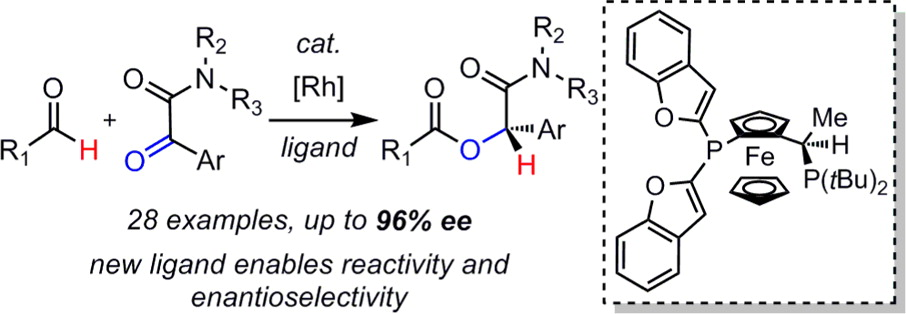 O
R1
H
+
O
R2
N
R3
O
Ar
cat.
[Rh]
ligand
O
R1
O
O
R2
N
R3
Ar
H
28 examples, up to 96% ee
new ligand enables reactivity and
enantioselectivity
O
O
P
Fe
Me
H
P(tBu)2